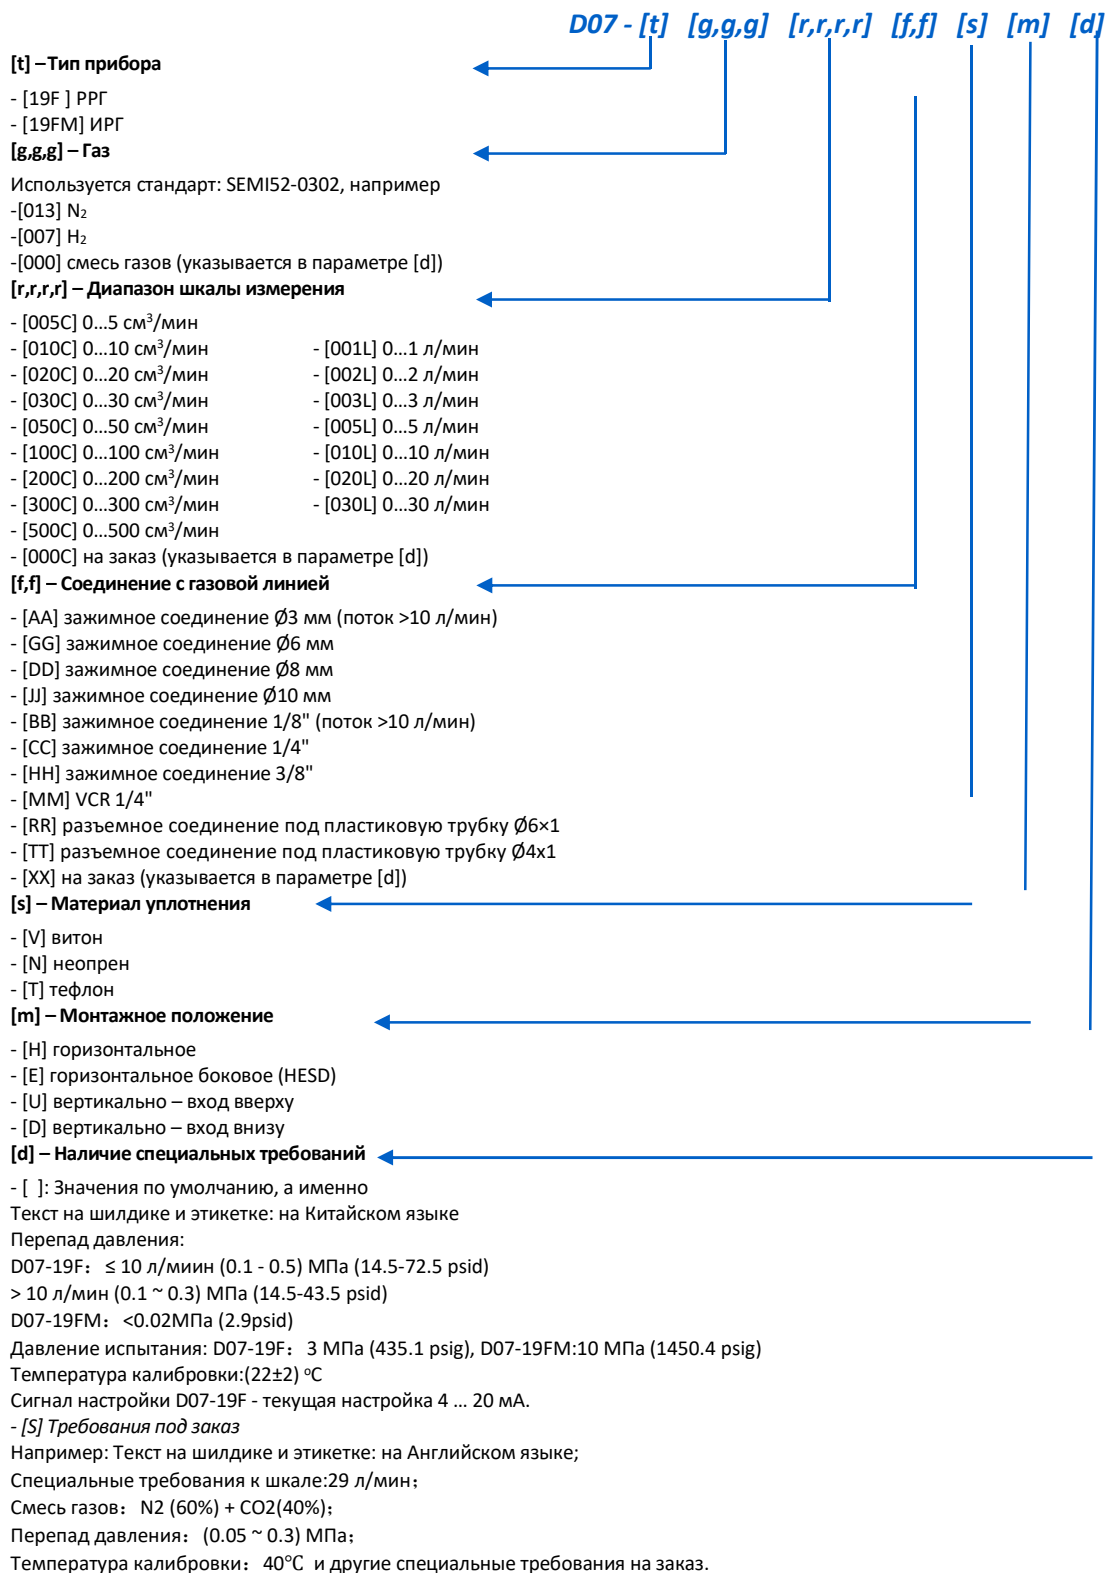 D07 - [t] [g,g,g] [r,r,r,r] [f,f] [s] [m] [d]
[t] – Тип прибора
- [19F ] РРГ
- [19FM] ИРГ
[g,g,g] – Газ
Используется стандарт: SEMI52-0302, например
-[013] N₂
-[007] H₂
-[000] смесь газов (указывается в параметре [d])
[r,r,r,r] – Диапазон шкалы измерения
- [005C] 0...5 см³/мин
- [010C] 0...10 см³/мин - [001L] 0...1 л/мин
- [020C] 0...20 см³/мин - [002L] 0...2 л/мин
- [030C] 0...30 см³/мин - [003L] 0...3 л/мин
- [050C] 0...50 см³/мин - [005L] 0...5 л/мин
- [100C] 0...100 см³/мин - [010L] 0...10 л/мин
- [200C] 0...200 см³/мин - [020L] 0...20 л/мин
- [300C] 0...300 см³/мин - [030L] 0...30 л/мин
- [500C] 0...500 см³/мин
- [000C] на заказ (указывается в параметре [d])
[f,f] – Соединение с газовой линией
- [AA] зажимное соединение Ø3 мм (поток >10 л/мин)
- [GG] зажимное соединение Ø6 мм
- [DD] зажимное соединение Ø8 мм
- [JJ] зажимное соединение Ø10 мм
- [BB] зажимное соединение 1/8" (поток >10 л/мин)
- [CC] зажимное соединение 1/4"
- [HH] зажимное соединение 3/8"
- [MM] VCR 1/4"
- [RR] разъемное соединение под пластиковую трубку Ø6×1
- [TT] разъемное соединение под пластиковую трубку Ø4x1
- [XX] на заказ (указывается в параметре [d])
[s] – Материал уплотнения
- [V] витон
- [N] неопрен
- [T] тефлон
[m] – Монтажное положение
- [H] горизонтальное
- [E] горизонтальное боковое (HESD)
- [U] вертикально – вход вверху
- [D] вертикально – вход внизу
[d] – Наличие специальных требований
- [ ]: Значения по умолчанию, а именно
Текст на шилдике и этикетке: на Китайском языке
Перепад давления:
D07-19F：≤ 10 л/миин (0.1 - 0.5) МПа (14.5-72.5 psid)
> 10 л/мин (0.1 ~ 0.3) МПа (14.5-43.5 psid)
D07-19FM：<0.02МПа (2.9psid)
Давление испытания: D07-19F：3 МПа (435.1 psig), D07-19FM:10 МПа (1450.4 psig)
Температура калибровки:(22±2) ᵒС
Сигнал настройки D07-19F - текущая настройка 4 ... 20 мА.
- [S] Требования под заказ
Например: Текст на шилдике и этикетке: на Английском языке;
Специальные требования к шкале:29 л/мин；
Смесь газов：N2 (60%) + CO2(40%)；
Перепад давления：(0.05 ~ 0.3) МПа；
Температура калибровки：40℃ и другие специальные требования на заказ.